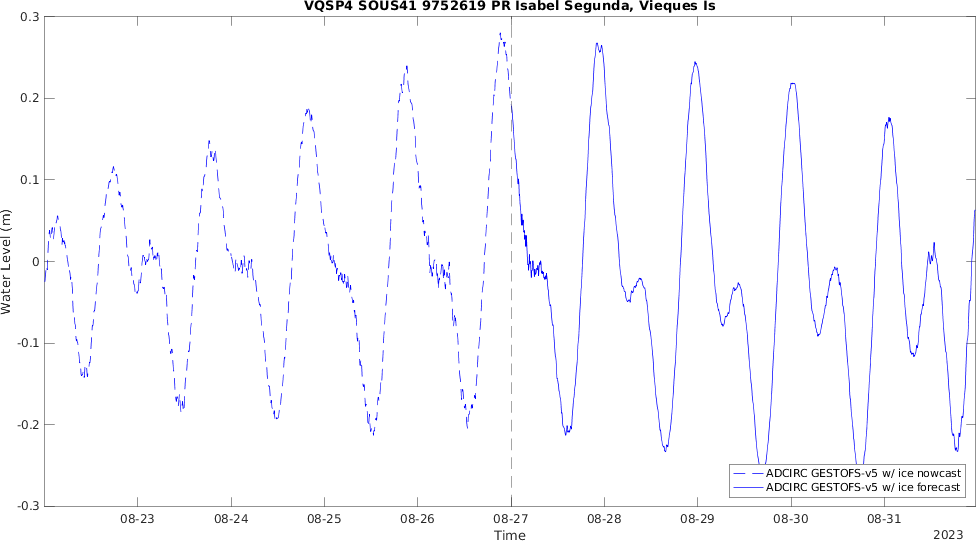 VQSP4 SOUS41 9752619 PR Isabel Segunda, Vieques Is
0.3
0.2
0.1
0
-0.1
-0.2
-0.3
Water Level (m)
08-23 08-24 08-25 08-26 08-27 08-28 08-29 08-30 08-31
Time
2023
ADCIRC GESTOFS-v5 w/ ice nowcast
ADCIRC GESTOFS-v5 w/ ice forecast